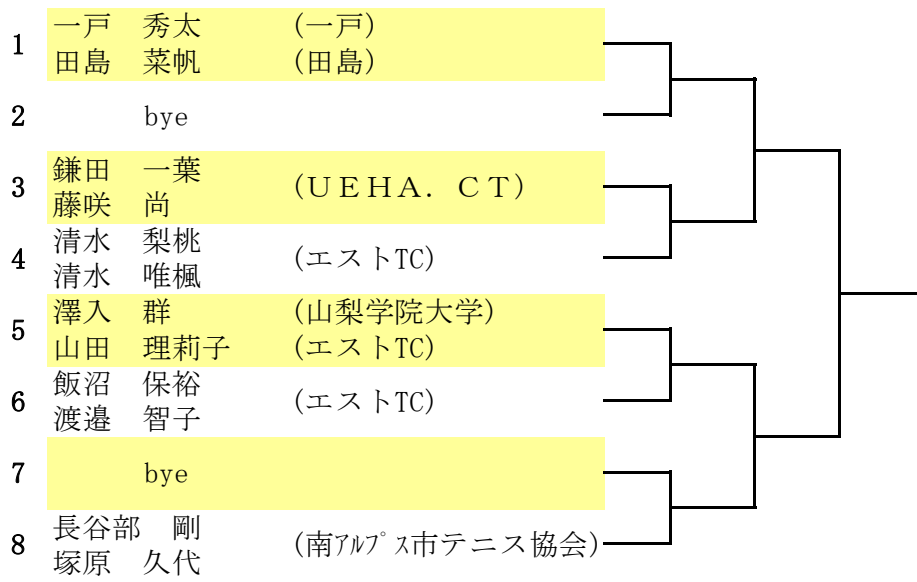 1 一戸 秀太 (一戸)
田島 菜帆 (田島)
2 bye
3 鎌田 一葉 (ＵＥＨＡ．ＣＴ)
藤咲 尚
4 清水 梨桃 (エストTC)
清水 唯楓
5 澤入 群 (山梨学院大学)
山田 理莉子 (エストTC)
6 飯沼 保裕 (エストTC)
渡邉 智子
7 bye
8 長谷部 剛 (南ｱﾙﾌﾟｽ市テニス協会)
塚原 久代